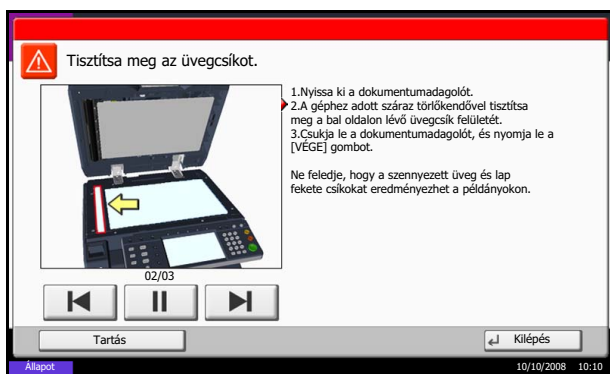 Tisztítsa meg az üvegcsíkot.
1.Nyissa ki a dokumentumadagolót.
2.A géphez adott száraz törlőkendővel tisztítsa
meg a bal oldalon lévő üvegcsík felületét.
3.Csukja le a dokumentumadagolót, és nyomja le a
[VÉGE] gombot.
Ne feledje, hogy a szennyezett üveg és lap
fekete csíkokat eredményezhet a példányokon.
02/03
Tartás
Kilépés
Állapot
10/10/2008 10:10